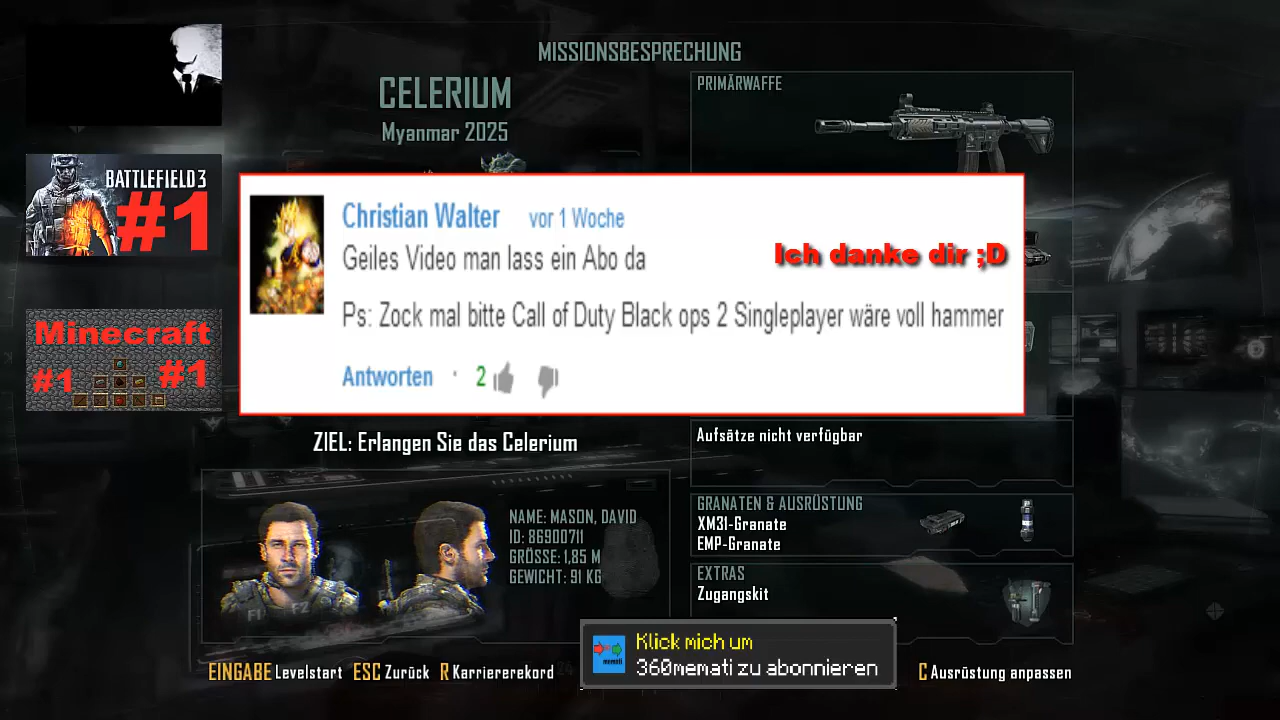 MISSIONSBESPRECHUNG
CELERIUM
Myanmar 2025
PRIMÄRWAFFE
BATTLEFIELD 3
#1
Minecraft
#1 #1
Christian Walter vor 1 Woche
Geiles Video man lass ein Abo da
Ich danke dir ;D
Ps: Zock mal bitte Call of Duty Black ops 2 Singleplayer wäre voll hammer
Antworten · 2
ZIEL: Erlangen Sie das Celerium
Aufsätze nicht verfügbar
NAME: MASON, DAVID
ID: 86900711
GRÖSSE: 1,85 M
GEWICHT: 91 KG
GRANATEN & AUSRÜSTUNG
XM31-Granate
EMP-Granate
EXTRAS
Zugangskit
Klick mich um
360memati zu abonnieren
EINGABE Levelstart ESC Zurück R Karriererekord
C Ausrüstung anpassen